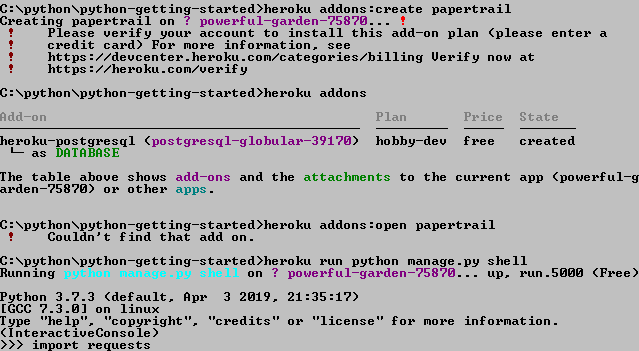 C:\python\python-getting-started>heroku addons:create papertrail
Creating papertrail on ? powerful-garden-75870... !
!    Please verify your account to install this add-on plan (please enter a
!    credit card) For more information, see
!    https://devcenter.heroku.com/categories/billing Verify now at
!    https://heroku.com/verify
C:\python\python-getting-started>heroku addons
Add-on Plan Price State
heroku-postgresql (postgresql-globular-39170) hobby-dev free created
└─ as DATABASE
The table above shows add-ons and the attachments to the current app (powerful-g
arden-75870) or other apps.
C:\python\python-getting-started>heroku addons:open papertrail
!    Couldn't find that add on.
C:\python\python-getting-started>heroku run python manage.py shell
Running python manage.py shell on ? powerful-garden-75870... up, run.5000 (Free)
Python 3.7.3 (default, Apr  3 2019, 21:35:17)
[GCC 7.3.0] on linux
Type "help", "copyright", "credits" or "license" for more information.
(InteractiveConsole)
>>> import requests